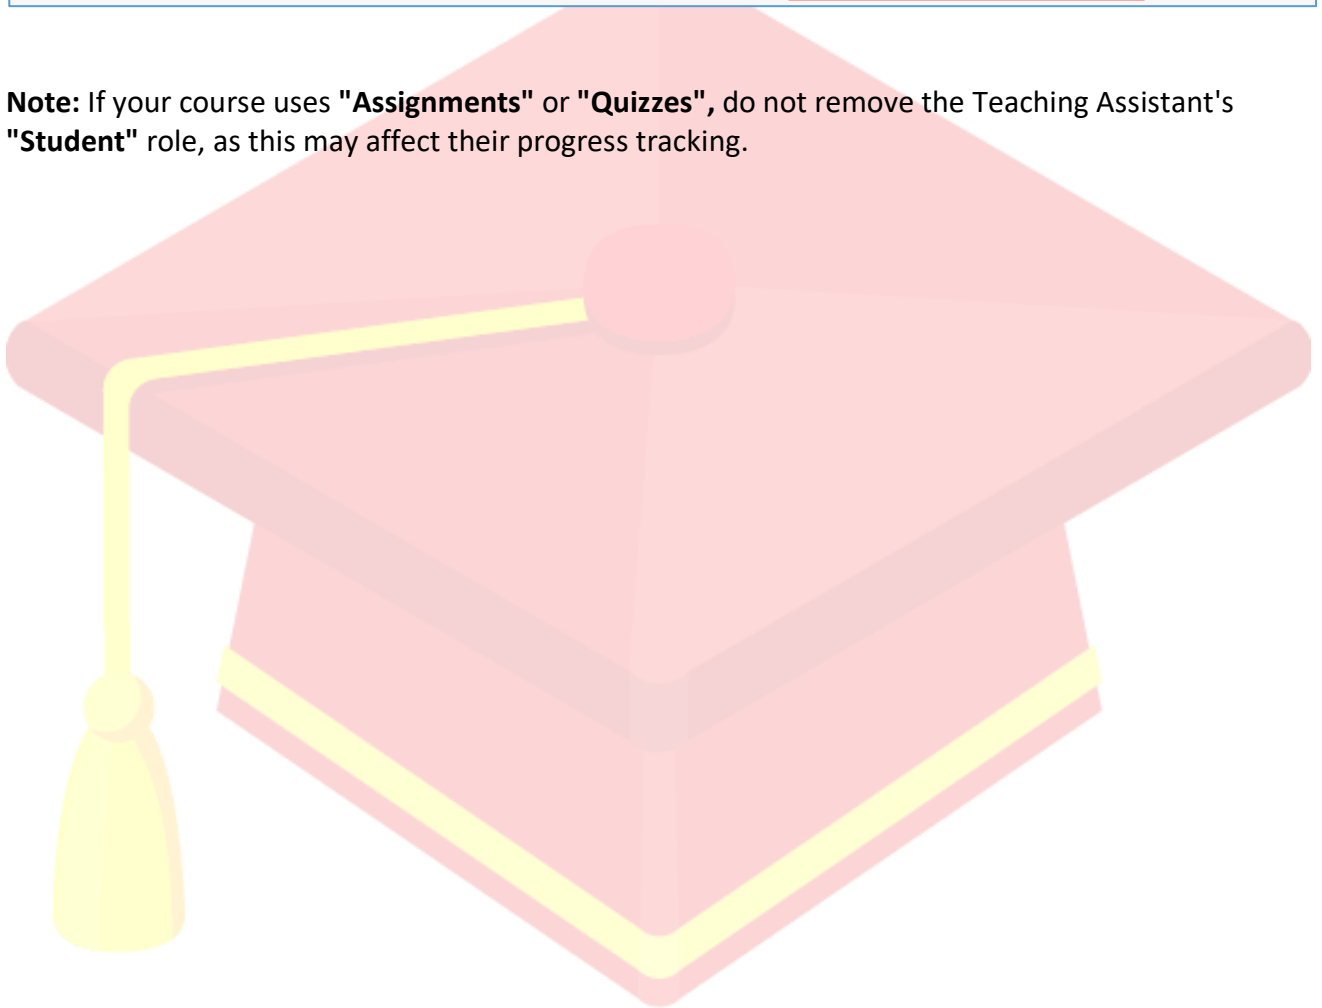 Note: If your course uses "Assignments" or "Quizzes", do not remove the Teaching Assistant's
"Student" role, as this may affect their progress tracking.